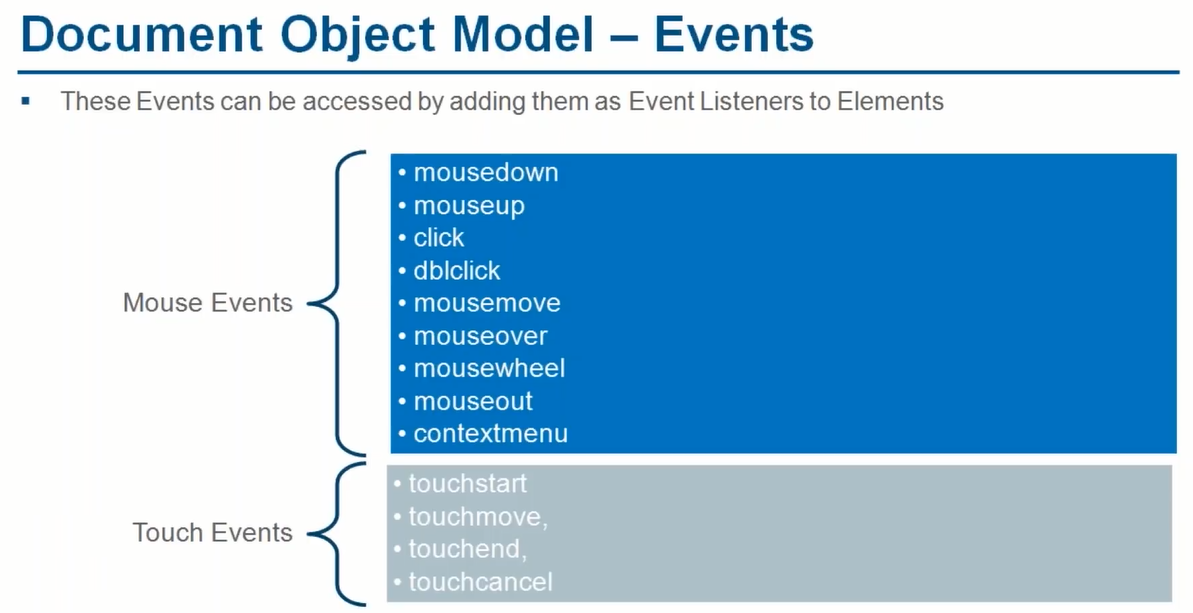 Document Object Model – Events
▪ These Events can be accessed by adding them as Event Listeners to Elements
Mouse Events
• mousedown
• mouseup
• click
• dblclick
• mousemove
• mouseover
• mousewheel
• mouseout
• contextmenu
Touch Events
• touchstart
• touchmove,
• touchend,
• touchcancel